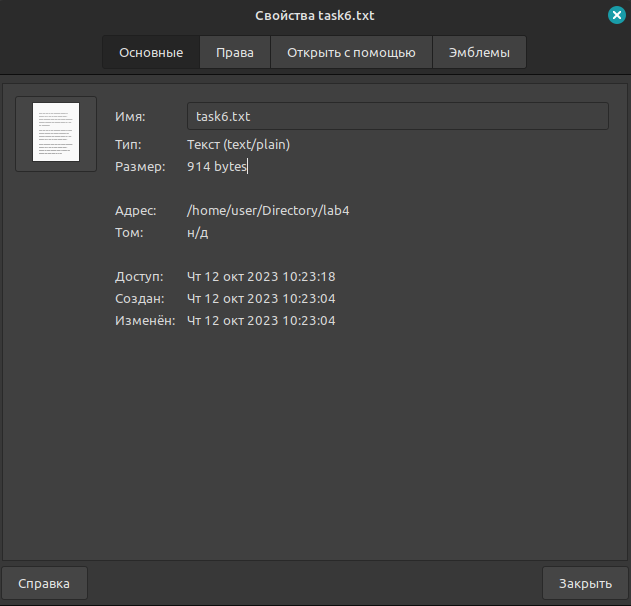 Свойства task6.txt
Основные Права Открыть с помощью Эмблемы
Имя: task6.txt
Тип: Текст (text/plain)
Размер: 914 bytes
Адрес: /home/user/Directory/lab4
Том: н/д
Доступ: Чт 12 окт 2023 10:23:18
Создан: Чт 12 окт 2023 10:23:04
Изменён: Чт 12 окт 2023 10:23:04
Справка Закрыть